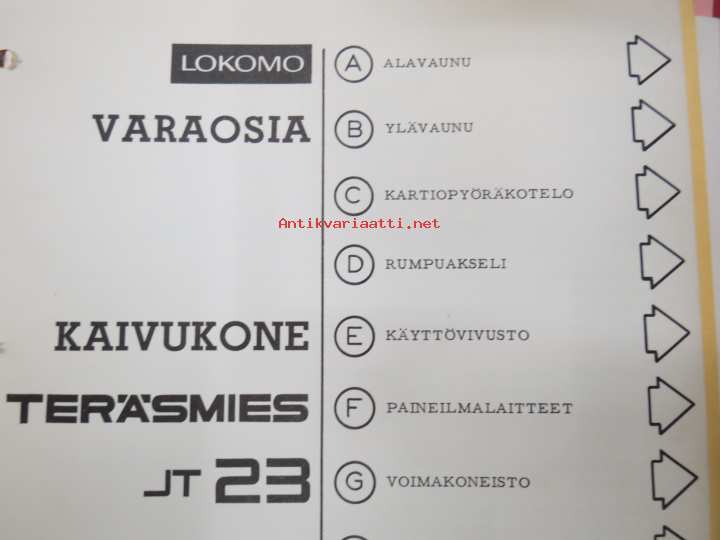 LOKOMO
VARAOSIA
KAIVUKONE
TERÄSMIES
JT 23
A ALAVAUNU
B YLÄVAUNU
C KARTIOPYÖRÄKOTELO
Antikvariaatti.net
D RUMPUAKSELI
E KÄYTTÖVIVUSTO
F PAINEILMALAITTEET
G VOIMAKONEISTO